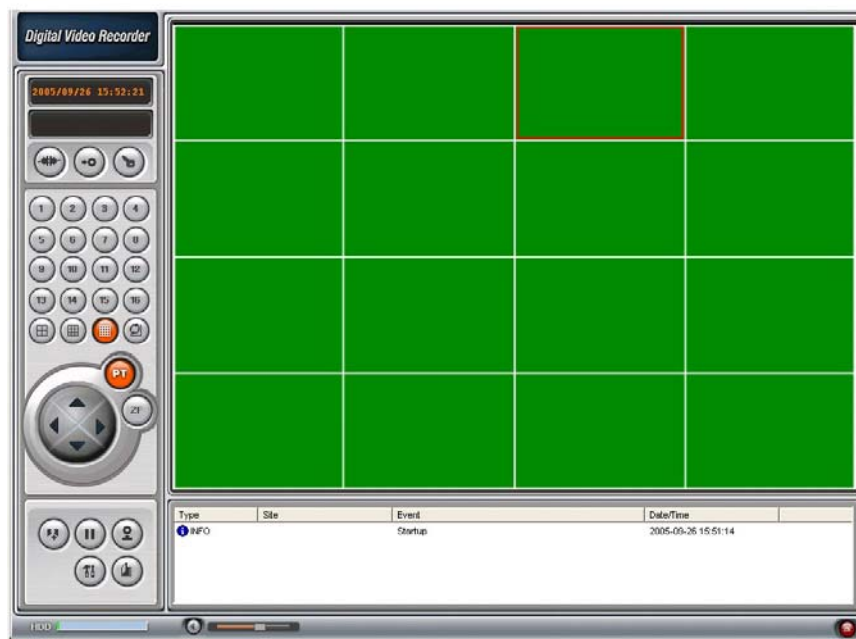 Digital Video Recorder
2005/09/26 15:52:21
1 2 3 4
5 6 7 8
9 10 11 12
13 14 15 16
PT
ZF
Type Site Event Date/Time
INFO Startup 2005-09-26 15:51:14
HDD